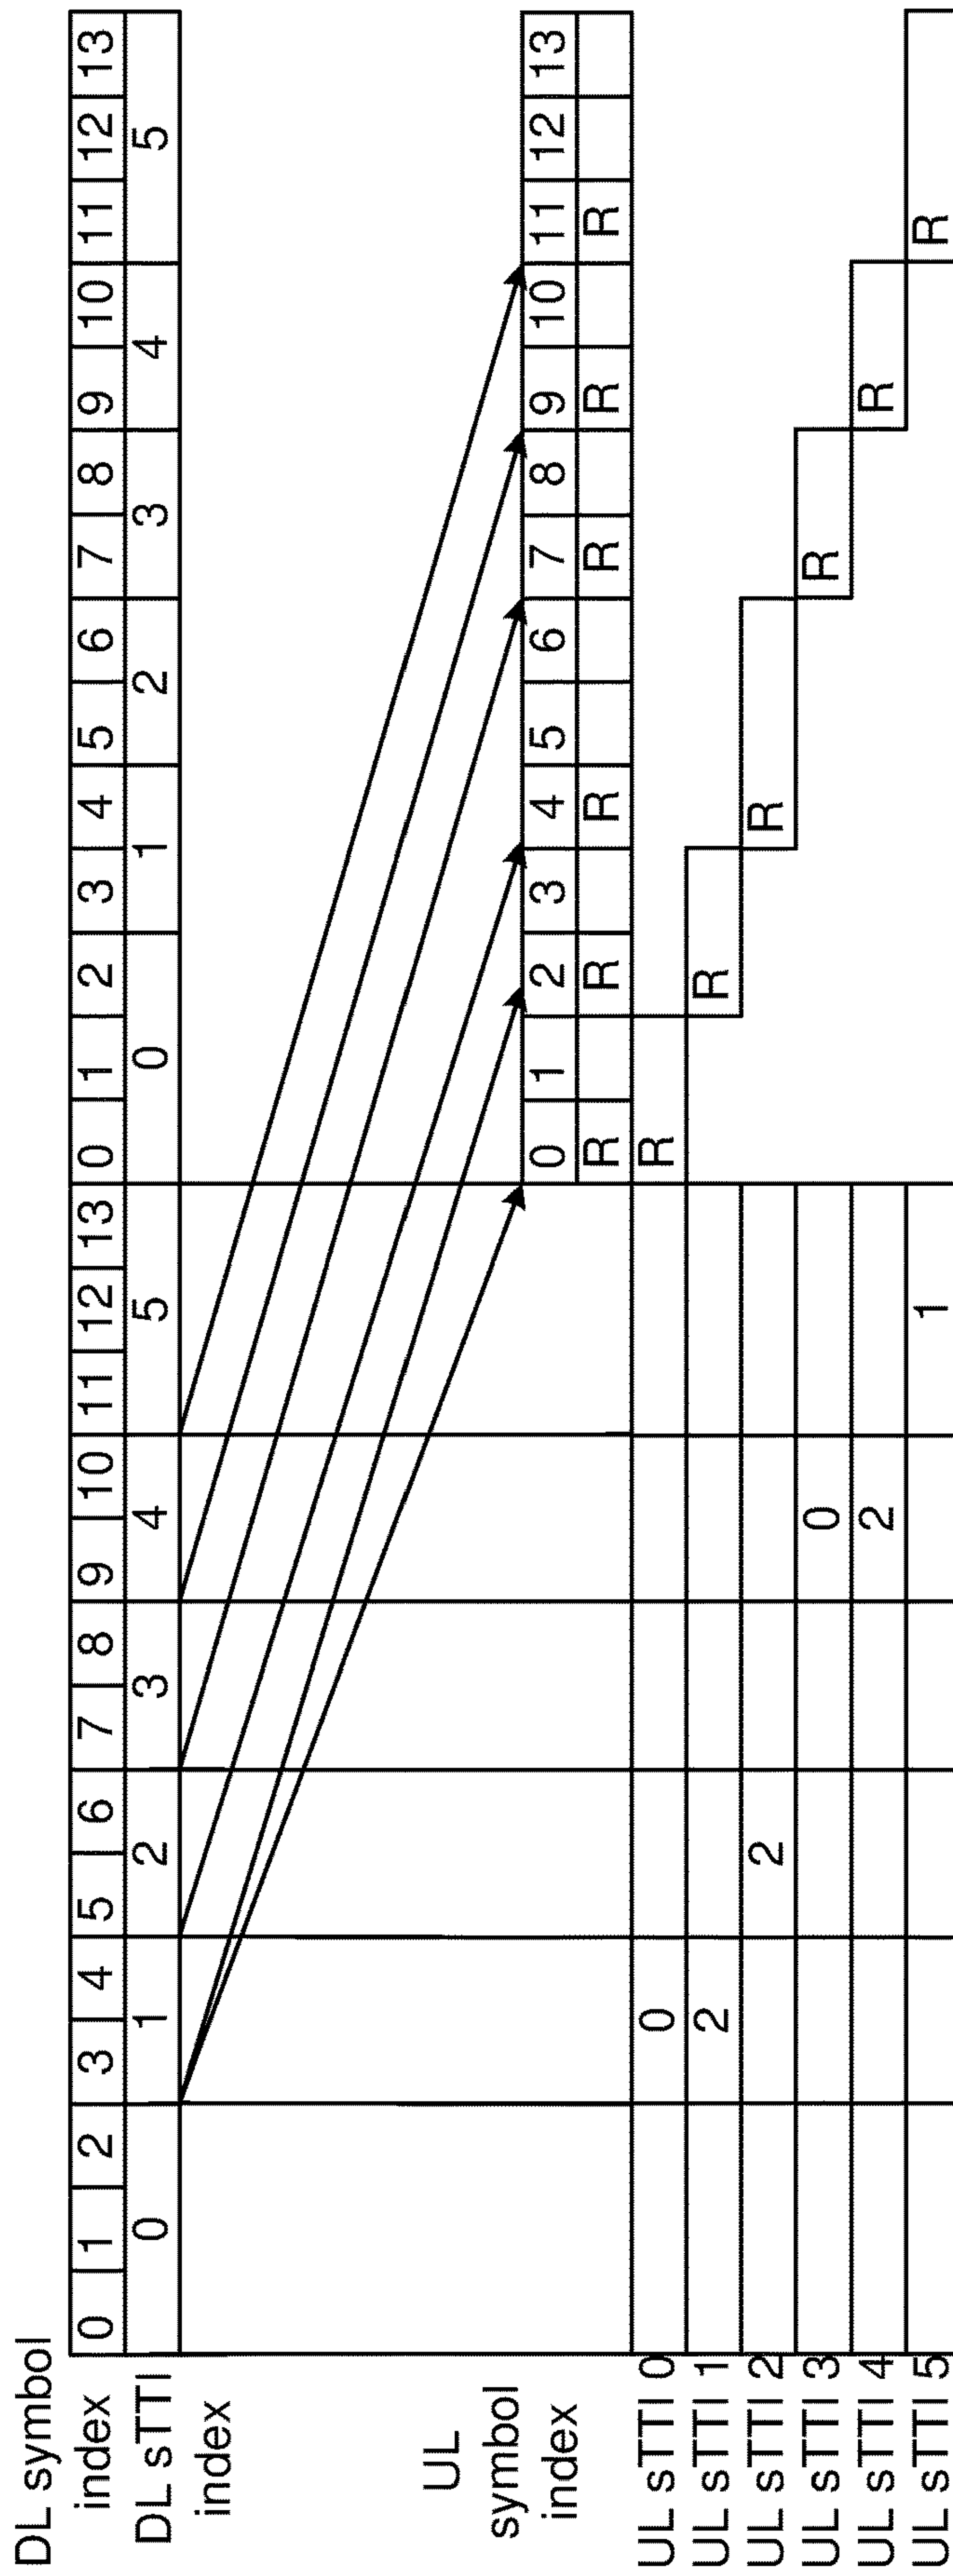 DL symbol index 0 1 2 3 4 5 6 7 8 9 10 11 12 13 0 1 2 3 4 5 6 7 8 9 10 11 12 13
DL sTTI index 0 1 2 3 4 5 0 1 2 3 4 5
UL symbol index 0 1 2 3 4 5 6 7 8 9 10 11 12 13
R R R R R R
UL sTTI 0 0 R
UL sTTI 1 2 R
UL sTTI 2 2 R
UL sTTI 3 0 R
UL sTTI 4 2 R
UL sTTI 5 1 R